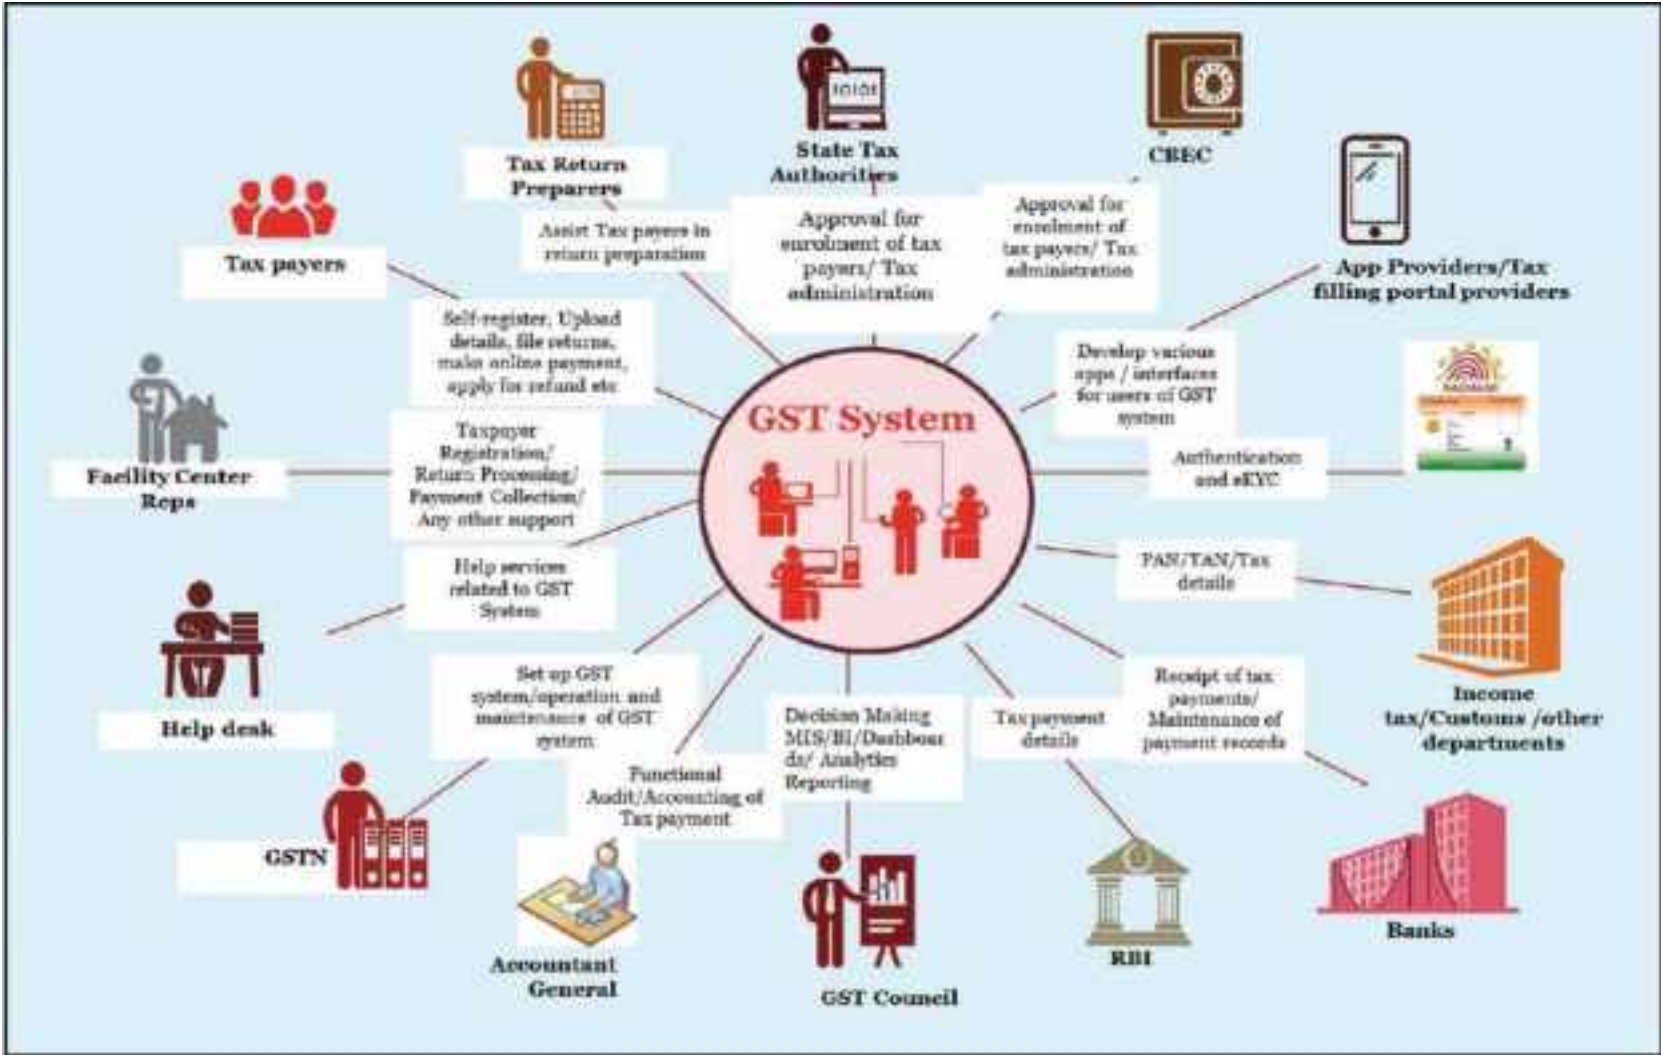 Tax Return
Preparers
State Tax
Authorities
CBEC
Tax payers
Assist Tax payers in
return preparation
Approval for
enrolment of tax
payers/ Tax
administration
Approval for
enrolment of
tax payers/ Tax
administration
App Providers/Tax
filling portal providers
Self-register, Upload
details, file returns,
make online payment,
apply for refund etc
Develop various
apps / interfaces
for users of GST
system
GST System
Facility Center
Reps
Taxpayer
Registration/
Return Processing/
Payment Collection/
Any other support
Authentication
and eKYC
AADHAAR
Help services
related to GST
System
PAN/TAN/Tax
details
Help desk
Set up GST
system/operation and
maintenance of GST
system
Decision Making
MIS/BI/Dashboar
ds/ Analytics
Reporting
Tax payment
details
Receipt of tax
payments/
Maintenance of
payment records
Income
tax/Customs /other
departments
Functional
Audit/Accounting of
Tax payment
GSTN
Accountant
General
GST Council
RBI
Banks